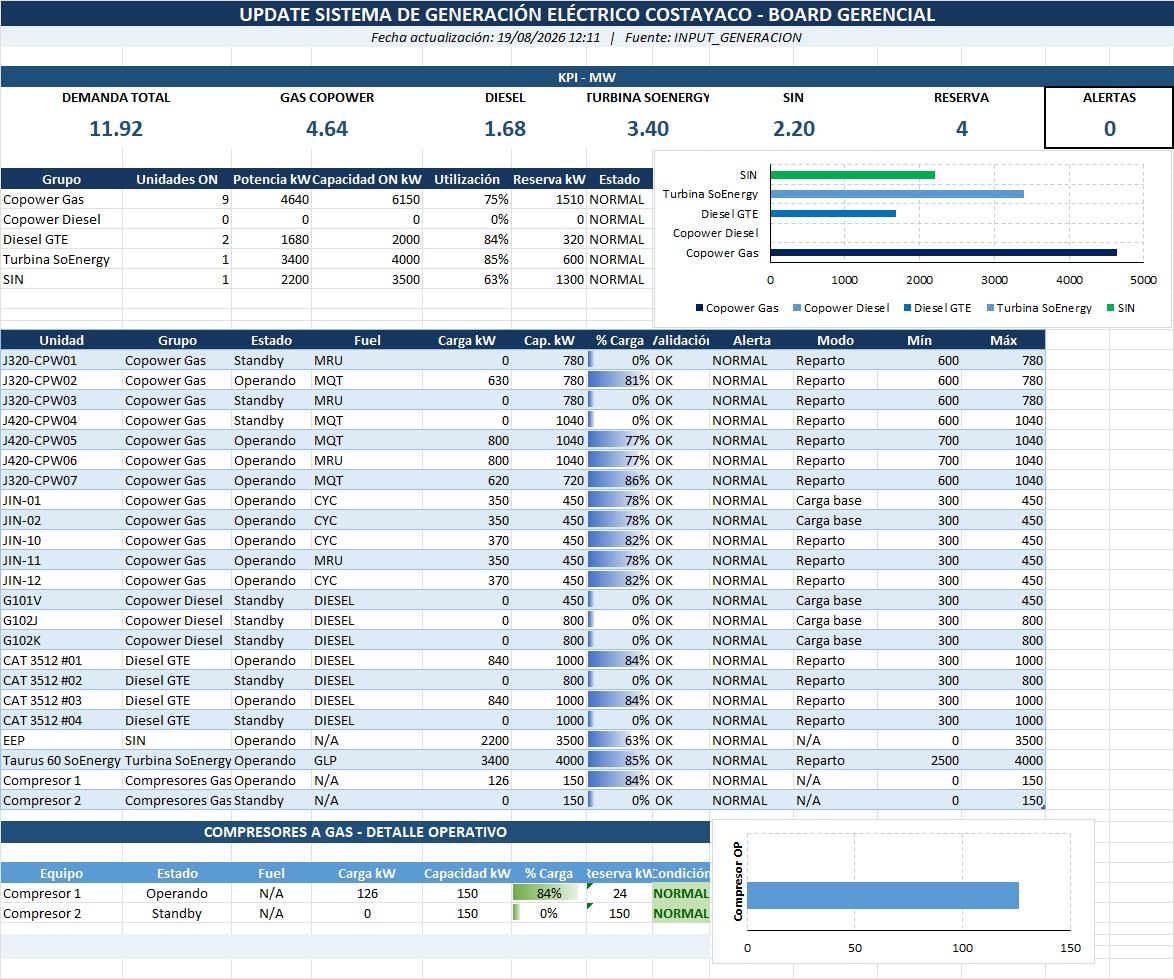 UPDATE SISTEMA DE GENERACIÓN ELÉCTRICO COSTAYACO - BOARD GERENCIAL
Fecha actualización: 19/08/2026 12:11 | Fuente: INPUT_GENERACION
KPI - MW
DEMANDA TOTAL GAS COPOWER DIESEL TURBINA SOENERGY SIN RESERVA ALERTAS
11.92 4.64 1.68 3.40 2.20 4 0
Grupo Unidades ON Potencia kW Capacidad ON kW Utilización Reserva kW Estado
Copower Gas 9 4640 6150 75% 1510 NORMAL
Copower Diesel 0 0 0 0% 0 NORMAL
Diesel GTE 2 1680 2000 84% 320 NORMAL
Turbina SoEnergy 1 3400 4000 85% 600 NORMAL
SIN 1 2200 3500 63% 1300 NORMAL
SIN
Turbina SoEnergy
Diesel GTE
Copower Diesel
Copower Gas
0 1000 2000 3000 4000 5000
Copower Gas Copower Diesel Diesel GTE Turbina SoEnergy SIN
Unidad Grupo Estado Fuel Carga kW Cap. kW % Carga Validación Alerta Modo Mín Máx
J320-CPW01 Copower Gas Standby MRU 0 780 0% OK NORMAL Reparto 600 780
J320-CPW02 Copower Gas Operando MQT 630 780 81% OK NORMAL Reparto 600 780
J320-CPW03 Copower Gas Standby MRU 0 780 0% OK NORMAL Reparto 600 780
J420-CPW04 Copower Gas Standby MQT 0 1040 0% OK NORMAL Reparto 600 1040
J420-CPW05 Copower Gas Operando MQT 800 1040 77% OK NORMAL Reparto 700 1040
J420-CPW06 Copower Gas Operando MRU 800 1040 77% OK NORMAL Reparto 600 1040
J320-CPW07 Copower Gas Operando MQT 620 720 86% OK NORMAL Reparto 600 1040
JIN-01 Copower Gas Operando CYC 350 450 78% OK NORMAL Carga base 300 450
JIN-02 Copower Gas Operando CYC 350 450 78% OK NORMAL Carga base 300 450
JIN-10 Copower Gas Operando CYC 370 450 82% OK NORMAL Reparto 300 450
JIN-11 Copower Gas Operando MRU 350 450 78% OK NORMAL Reparto 300 450
JIN-12 Copower Gas Operando CYC 370 450 82% OK NORMAL Reparto 300 450
G101V Copower Diesel Standby DIESEL 0 450 0% OK NORMAL Carga base 300 450
G102J Copower Diesel Standby DIESEL 0 800 0% OK NORMAL Carga base 300 800
G102K Copower Diesel Standby DIESEL 0 800 0% OK NORMAL Carga base 300 800
CAT 3512 #01 Diesel GTE Operando DIESEL 840 1000 84% OK NORMAL Reparto 300 1000
CAT 3512 #02 Diesel GTE Standby DIESEL 0 800 0% OK NORMAL Reparto 300 800
CAT 3512 #03 Diesel GTE Operando DIESEL 840 1000 84% OK NORMAL Reparto 300 1000
CAT 3512 #04 Diesel GTE Standby DIESEL 0 1000 0% OK NORMAL Reparto 300 1000
EEP SIN Operando N/A 2200 3500 63% OK NORMAL N/A 0 3500
Taurus 60 SoEnergy Turbina SoEnergy Operando GLP 3400 4000 85% OK NORMAL Reparto 2500 4000
Compresor 1 Compresores Gas Operando N/A 126 150 84% OK NORMAL N/A 0 150
Compresor 2 Compresores Gas Standby N/A 0 150 0% OK NORMAL N/A 0 150
COMPRESORES A GAS - DETALLE OPERATIVO
Equipo Estado Fuel Carga kW Capacidad kW % Carga Reserva kW Condición
Compresor 1 Operando N/A 126 150 84% 24 NORMAL
Compresor 2 Standby N/A 0 150 0% 150 NORMAL
Compresor OP
0 50 100 150